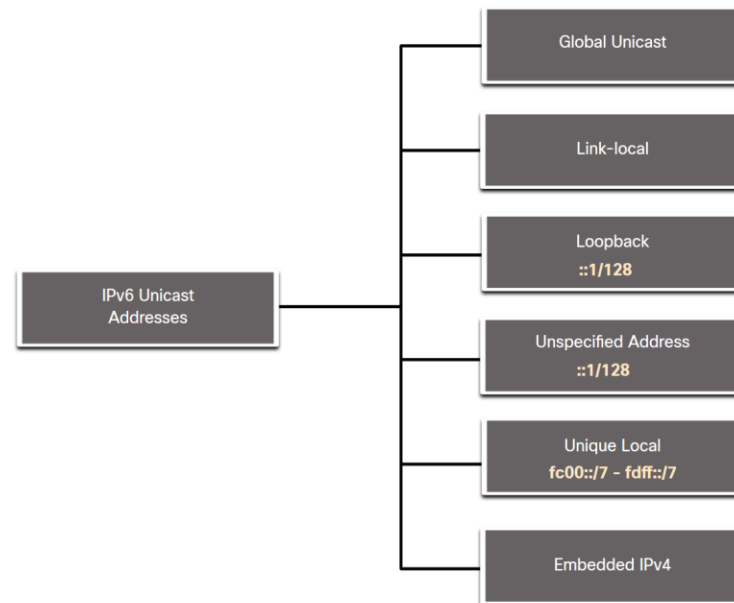 Global Unicast
Link-local
Loopback
::1/128
IPv6 Unicast
Addresses
Unspecified Address
::1/128
Unique Local
fc00::/7 - fdff::/7
Embedded IPv4